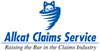 Allcat Claims Service
Raising the Bar in the Claims Industry